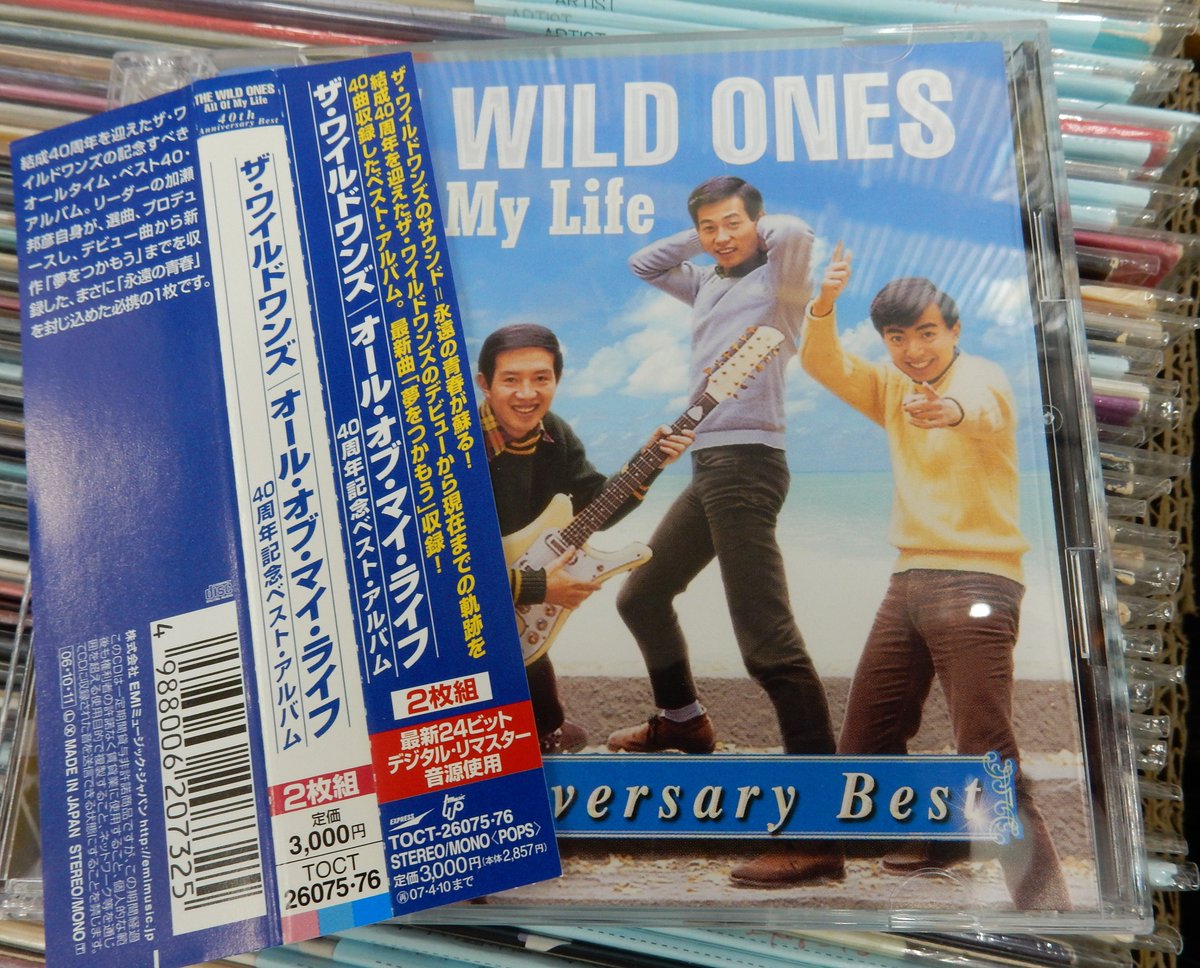 ARTIST
ARTIST
ARTIST
結成40周年を迎えたザ・ワ
イルドワンズの記念すべき
オールタイム・ベスト40・
アルバム。リーダーの加瀬
邦彦自身が、選曲、プロデュ
ースし、デビュー曲から新
作「夢をつかもう」までを収
録した、まさに「永遠の青春」
を封じ込めた必携の1枚です。
disc
4 988006 207325
株式会社 EMIミュージック・ジャパン http://emimusic.jp
06・10・11 MADE IN JAPAN STEREO/MONO
THE WILD ONES
All Of My Life
40th
Anniversary Best
ザ・ワイルドワンズ/オール・オブ・マイ・ライフ
40周年記念ベスト・アルバム
2枚組
定価
3,000円
TOCT
26075・76
ザ・ワイルドワンズのサウンド=永遠の青春が蘇る!
結成40周年を迎えたザ・ワイルドワンズのデビューから現在までの軌跡を
40曲収録したベスト・アルバム。最新曲「夢をつかもう」収録!
ザ・ワイルドワンズ/オール・オブ・マイ・ライフ
40周年記念ベスト・アルバム
2枚組
最新24ビット
デジタル・リマスター
音源使用
EXPRESS
TOCT-26075・76
STEREO/MONO〈POPS〉
定価3,000円(本体2,857円)
再07・4・10まで
WILD ONES
My Life
versary Best